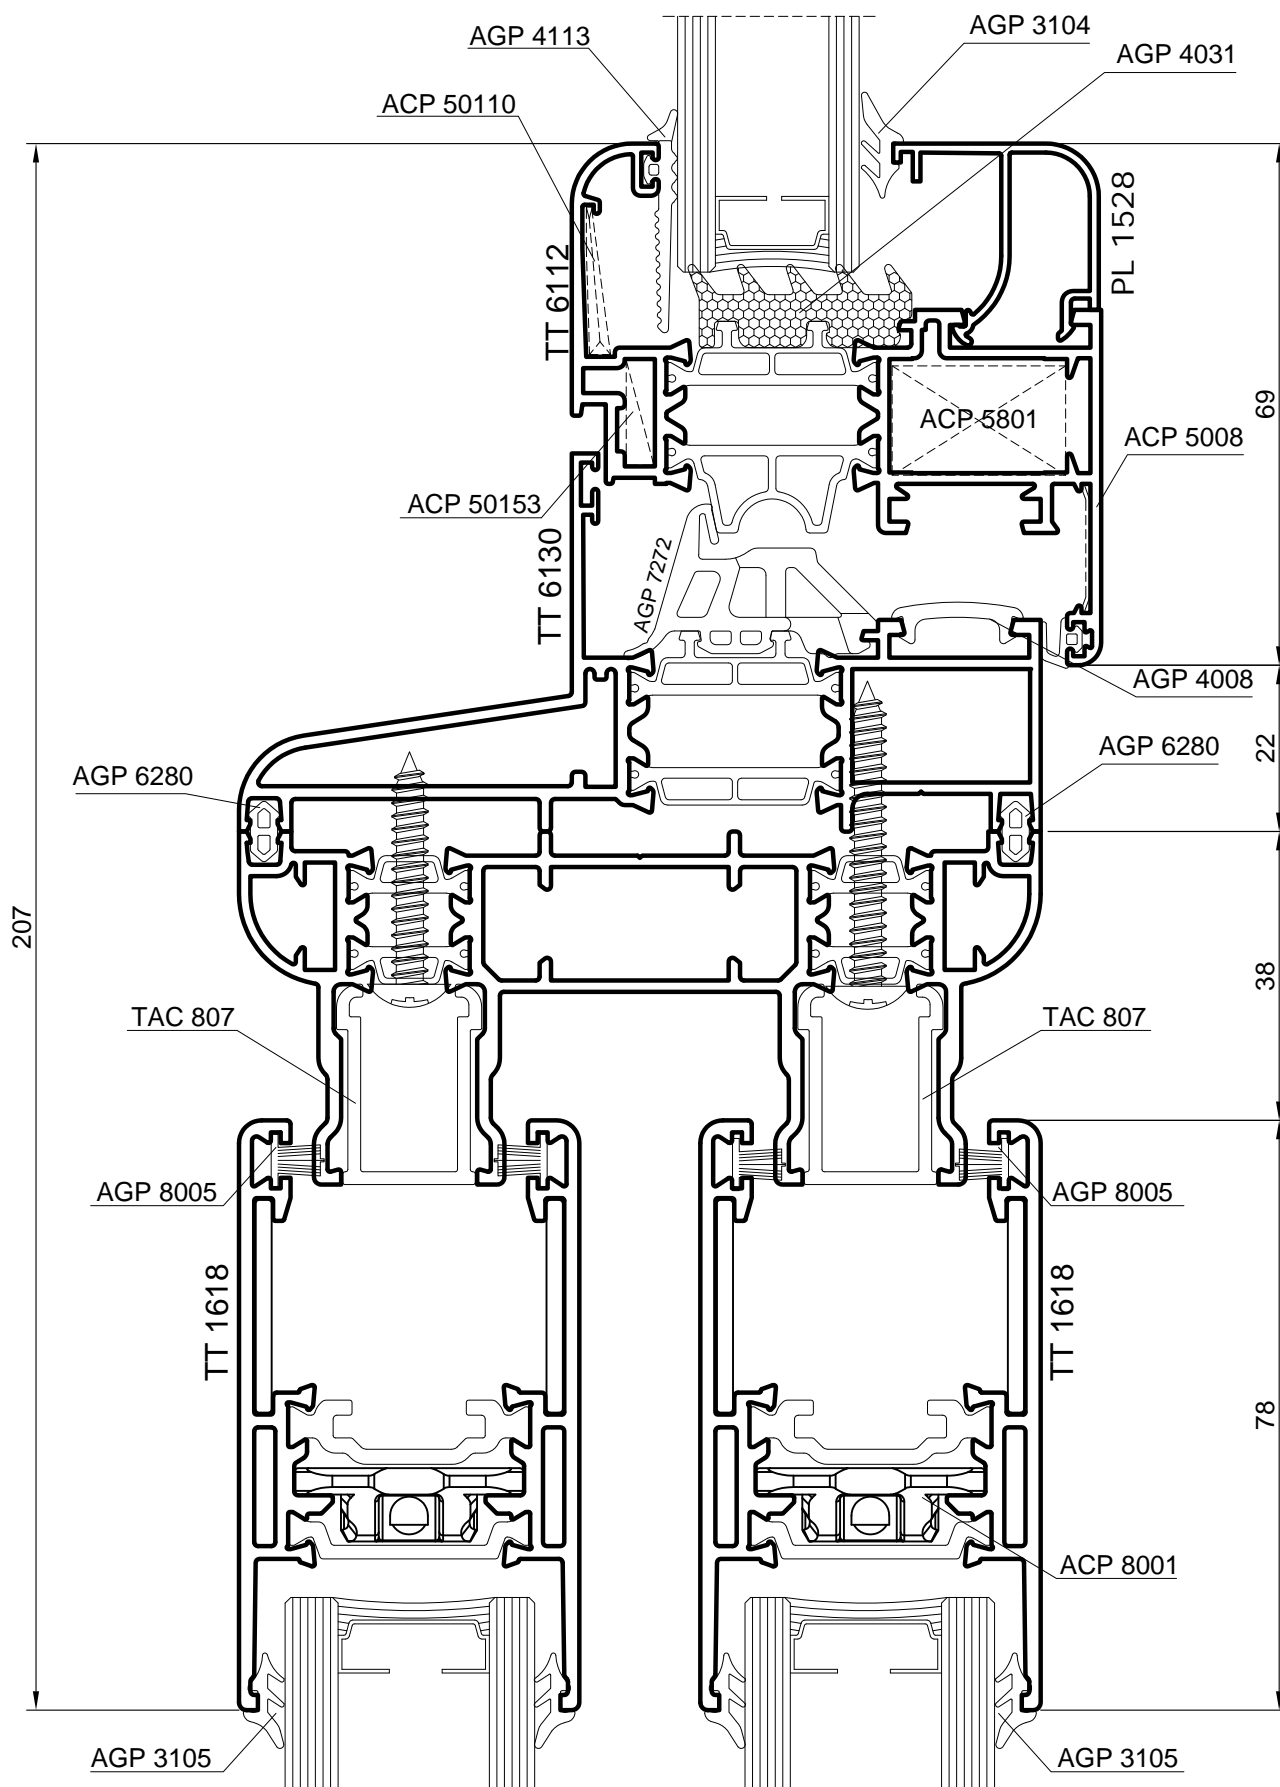 AGP 4113
AGP 3104
AGP 4031
ACP 50110
PL 1528
TT 6112
69
ACP 5801
ACP 5008
ACP 50153
TT 6130
AGP 7272
AGP 4008
22
AGP 6280
AGP 6280
207
38
TAC 807
TAC 807
AGP 8005
AGP 8005
TT 1618
TT 1618
78
ACP 8001
AGP 3105
AGP 3105